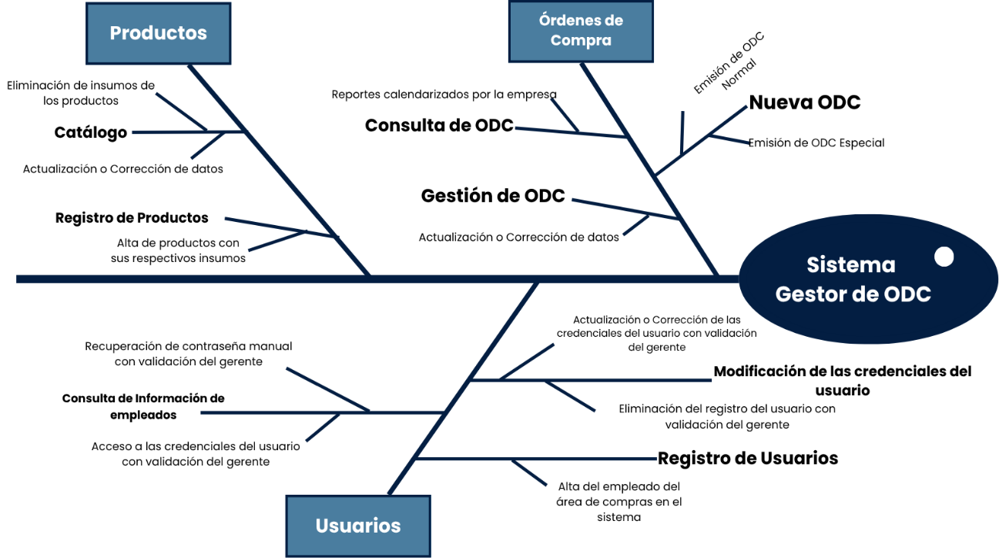 Productos
Órdenes de
Compra
Eliminación de insumos de
los productos
Catálogo
Actualización o Corrección de datos
Registro de Productos
Alta de productos con
sus respectivos insumos
Reportes calendarizados por la empresa
Consulta de ODC
Emisión de ODC
Normal
Nueva ODC
Emisión de ODC Especial
Gestión de ODC
Actualización o Corrección de datos
Sistema
Gestor de ODC
Recuperación de contraseña manual
con validación del gerente
Consulta de Información de
empleados
Acceso a las credenciales del usuario
con validación del gerente
Actualización o Corrección de las
credenciales del usuario con validación
del gerente
Modificación de las credenciales del
usuario
Eliminación del registro del usuario con
validación del gerente
Registro de Usuarios
Alta del empleado del
área de compras en el
sistema
Usuarios